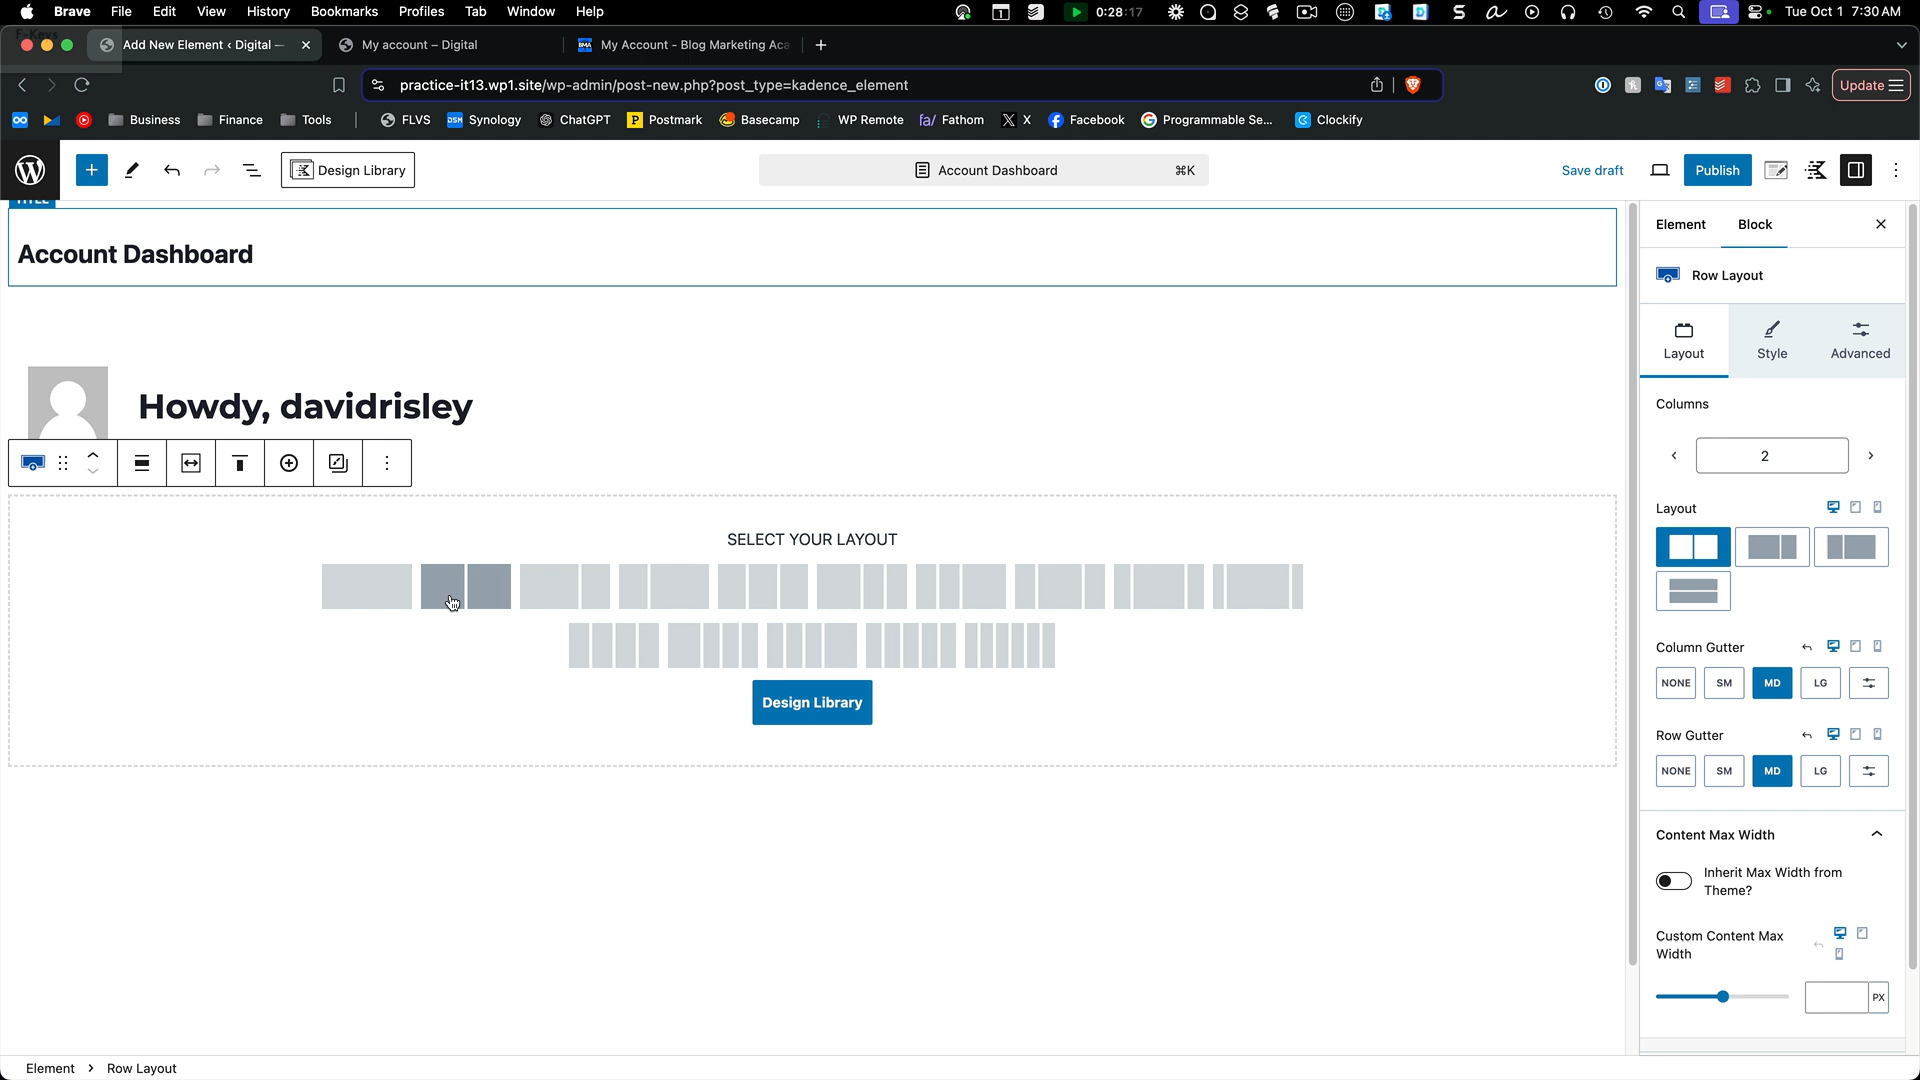 Brave File Edit View History Bookmarks Profiles Tab Window Help 0:28:17 Tue Oct 1 7:30 AM
F-Keys
Add New Element ‹ Digital – My account – Digital My Account - Blog Marketing Aca
practice-it13.wp1.site/wp-admin/post-new.php?post_type=kadence_element Update
Business Finance Tools FLVS Synology ChatGPT Postmark Basecamp WP Remote Fathom X Facebook Programmable Se... Clockify
Design Library Account Dashboard ⌘K Save draft Publish
TITLE
Element Block
Account Dashboard
Row Layout
Layout Style Advanced
Howdy, davidrisley
Columns
2
SELECT YOUR LAYOUT
Layout
Design Library
Column Gutter
NONE SM MD LG
Row Gutter
NONE SM MD LG
Content Max Width
Inherit Max Width from
Theme?
Custom Content Max
Width
PX
Element › Row Layout